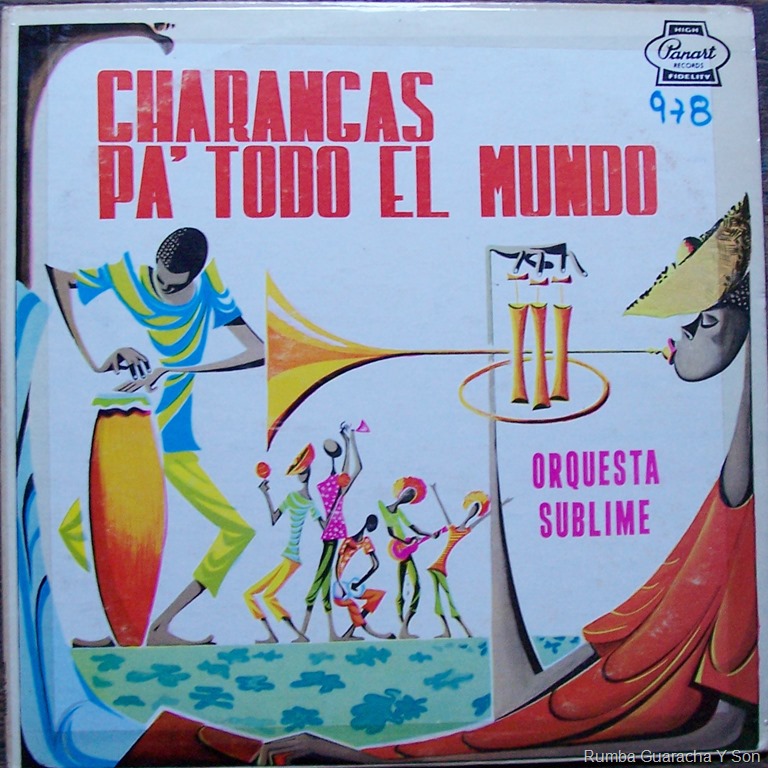 HIGH
Panart
RECORDS
FIDELITY
978
CHARANGAS
PA' TODO EL MUNDO
ORQUESTA
SUBLIME
Rumba Guaracha Y Son